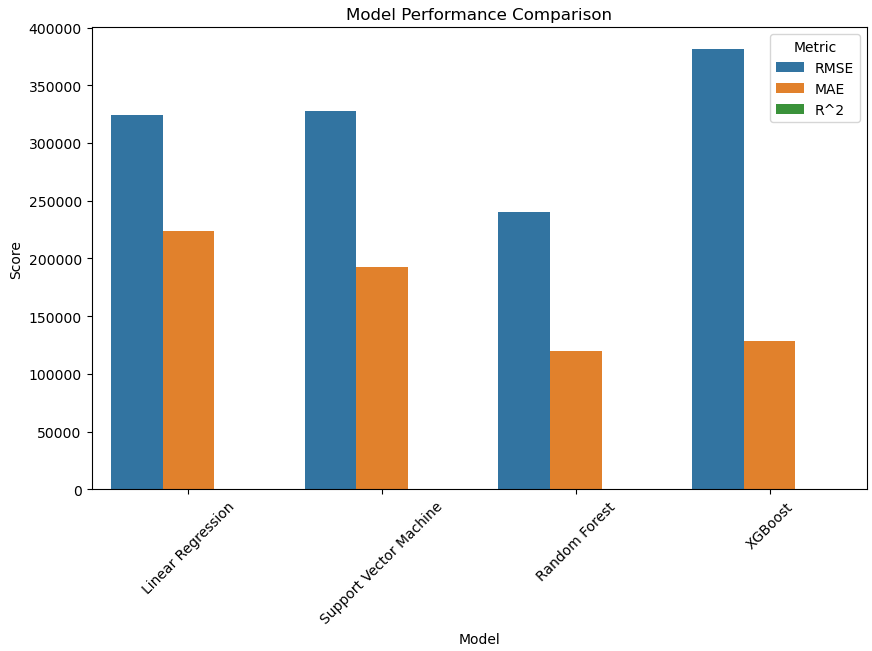 Model Performance Comparison
Metric
RMSE
MAE
R^2
Score
400000
350000
300000
250000
200000
150000
100000
50000
0
Linear Regression
Support Vector Machine
Random Forest
XGBoost
Model